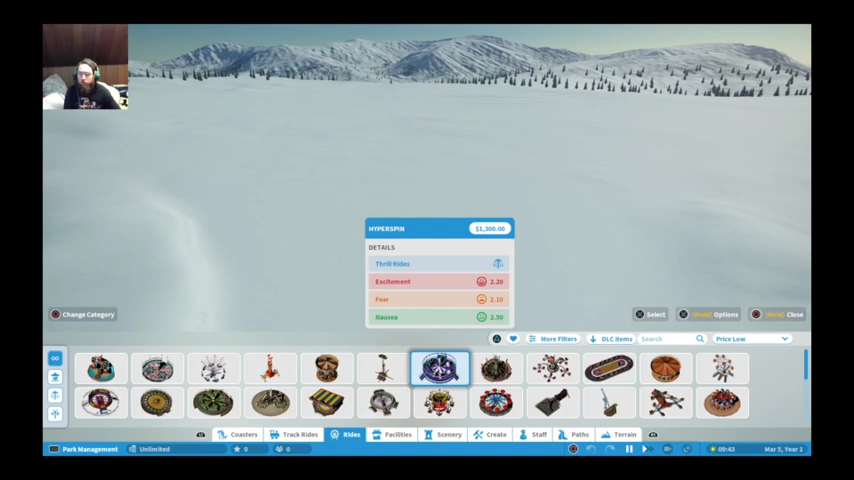 HYPERSPIN $1,300.00
DETAILS
Thrill Rides
Excitement 2.20
Fear 2.10
Nausea 2.50
Change Category
Select (Hold) Options (Hold) Close
More Filters DLC Items Search Price Low
Coasters Track Rides Rides Facilities Scenery Create Staff Paths Terrain
Park Management Unlimited 0 0 09:43 Mar 5, Year 1